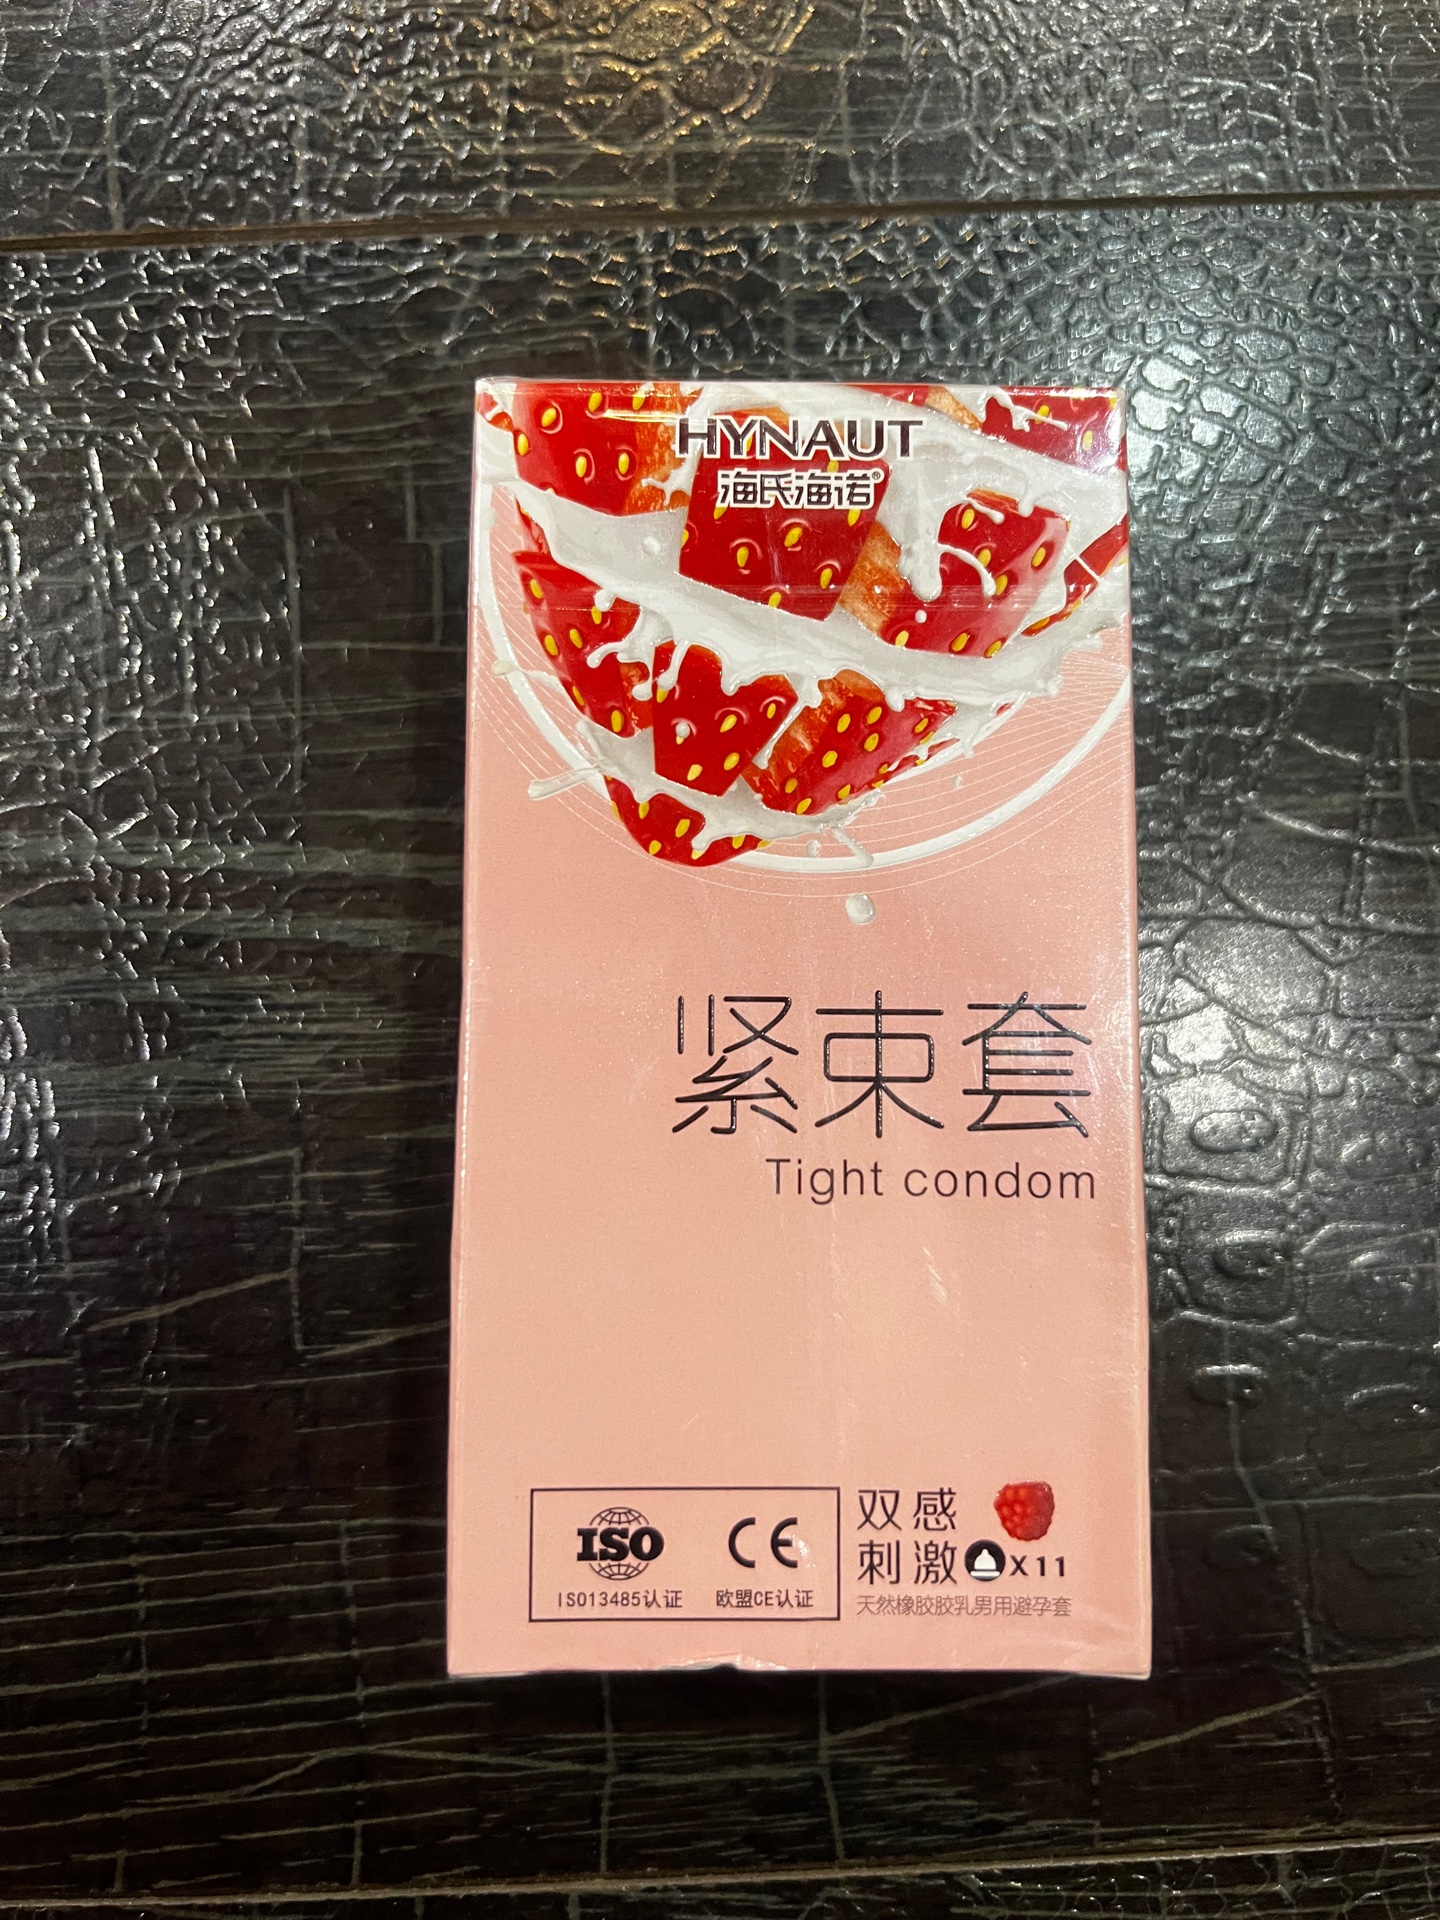 HYNAUT
海氏海诺®
紧束套
Tight condom
ISO
CE
ISO13485认证
欧盟CE认证
双感
刺激
X11
天然橡胶胶乳男用避孕套